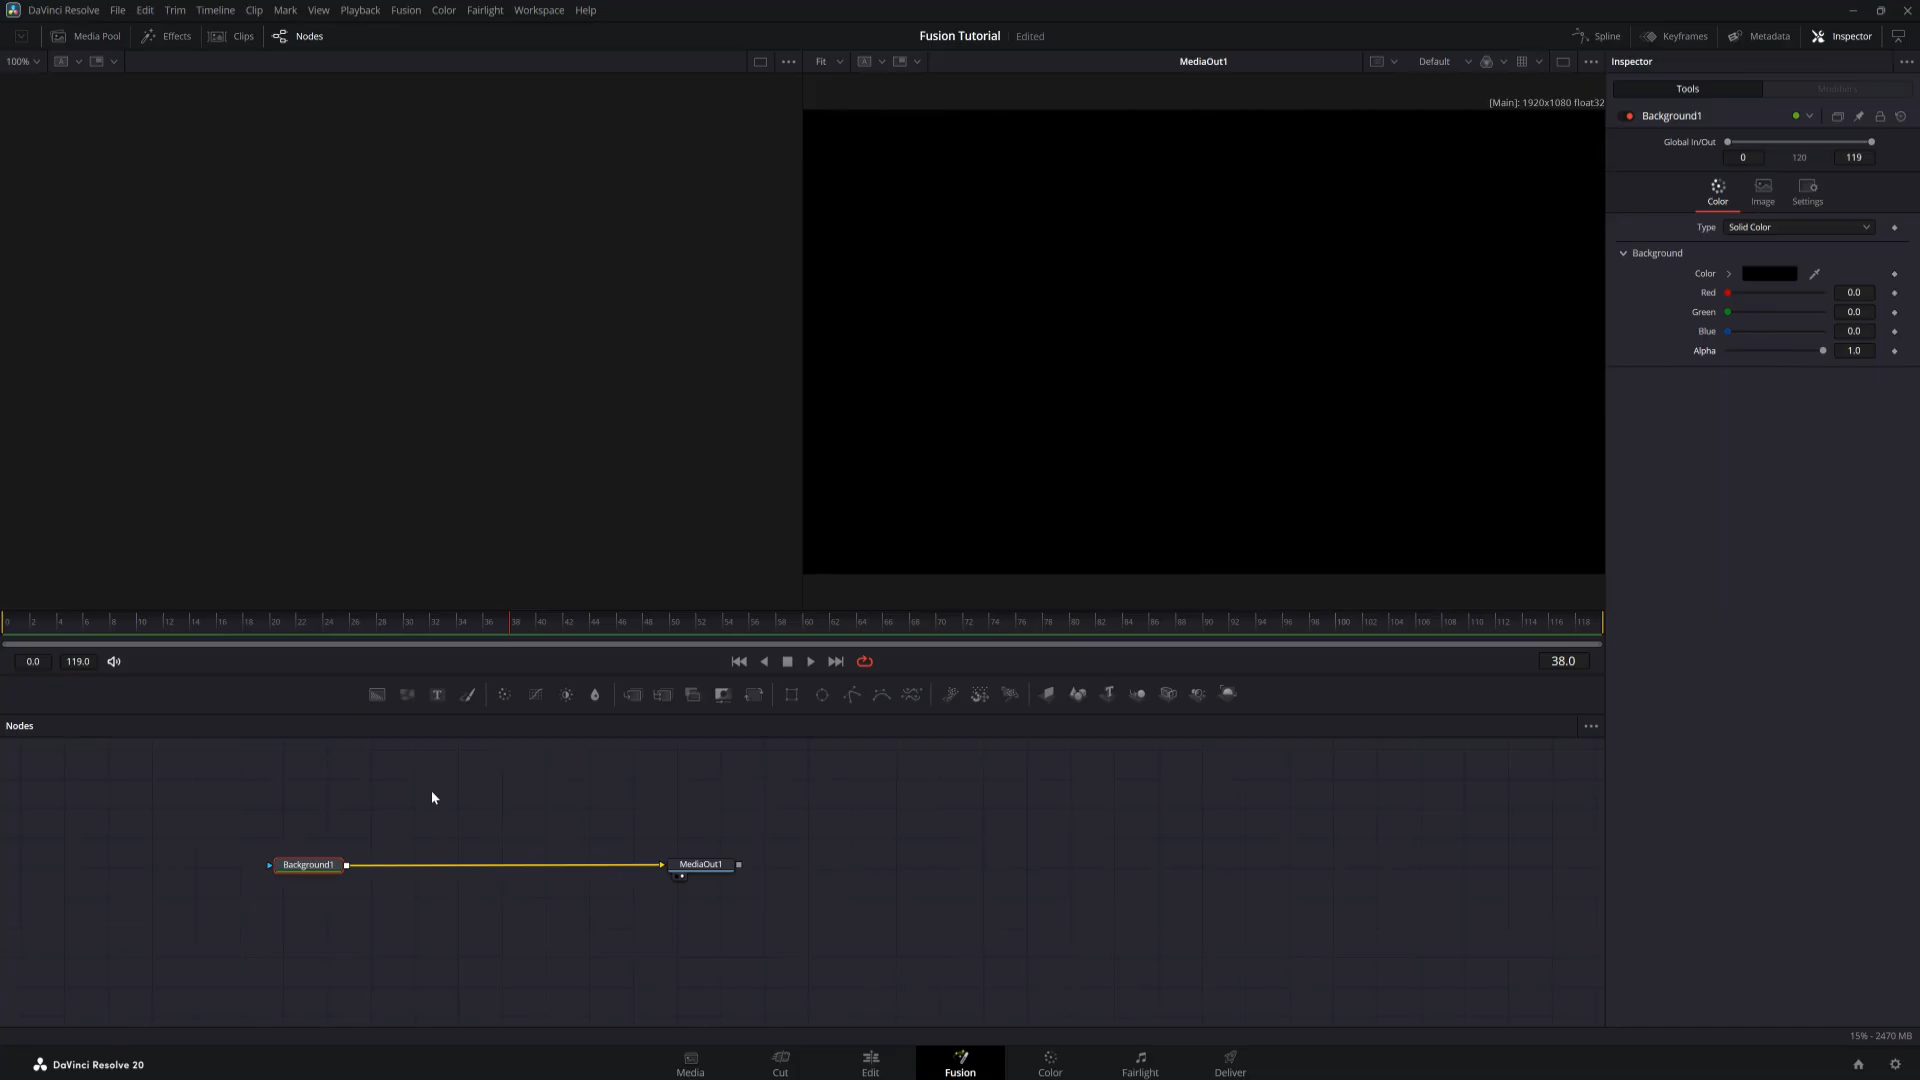 DaVinci Resolve File Edit Trim Timeline Clip Mark View Playback Fusion Color Fairlight Workspace Help
Media Pool Effects Clips Nodes Fusion Tutorial Edited Spline Keyframes Metadata Inspector
100% Fit MediaOut1 Default Inspector
Tools Modifiers
[Main]: 1920x1080 float32
Background1
Global In/Out
0 120 119
Color Image Settings
Type Solid Color
Background
Color
Red 0.0
Green 0.0
Blue 0.0
Alpha 1.0
0 2 4 6 8 10 12 14 16 18 20 22 24 26 28 30 32 34 36 38 40 42 44 46 48 50 52 54 56 58 60 62 64 66 68 70 72 74 76 78 80 82 84 86 88 90 92 94 96 98 100 102 104 106 108 110 112 114 116 118
0.0 119.0 38.0
Nodes
Background1 MediaOut1
15% - 2470 MB
DaVinci Resolve 20 Media Cut Edit Fusion Color Fairlight Deliver